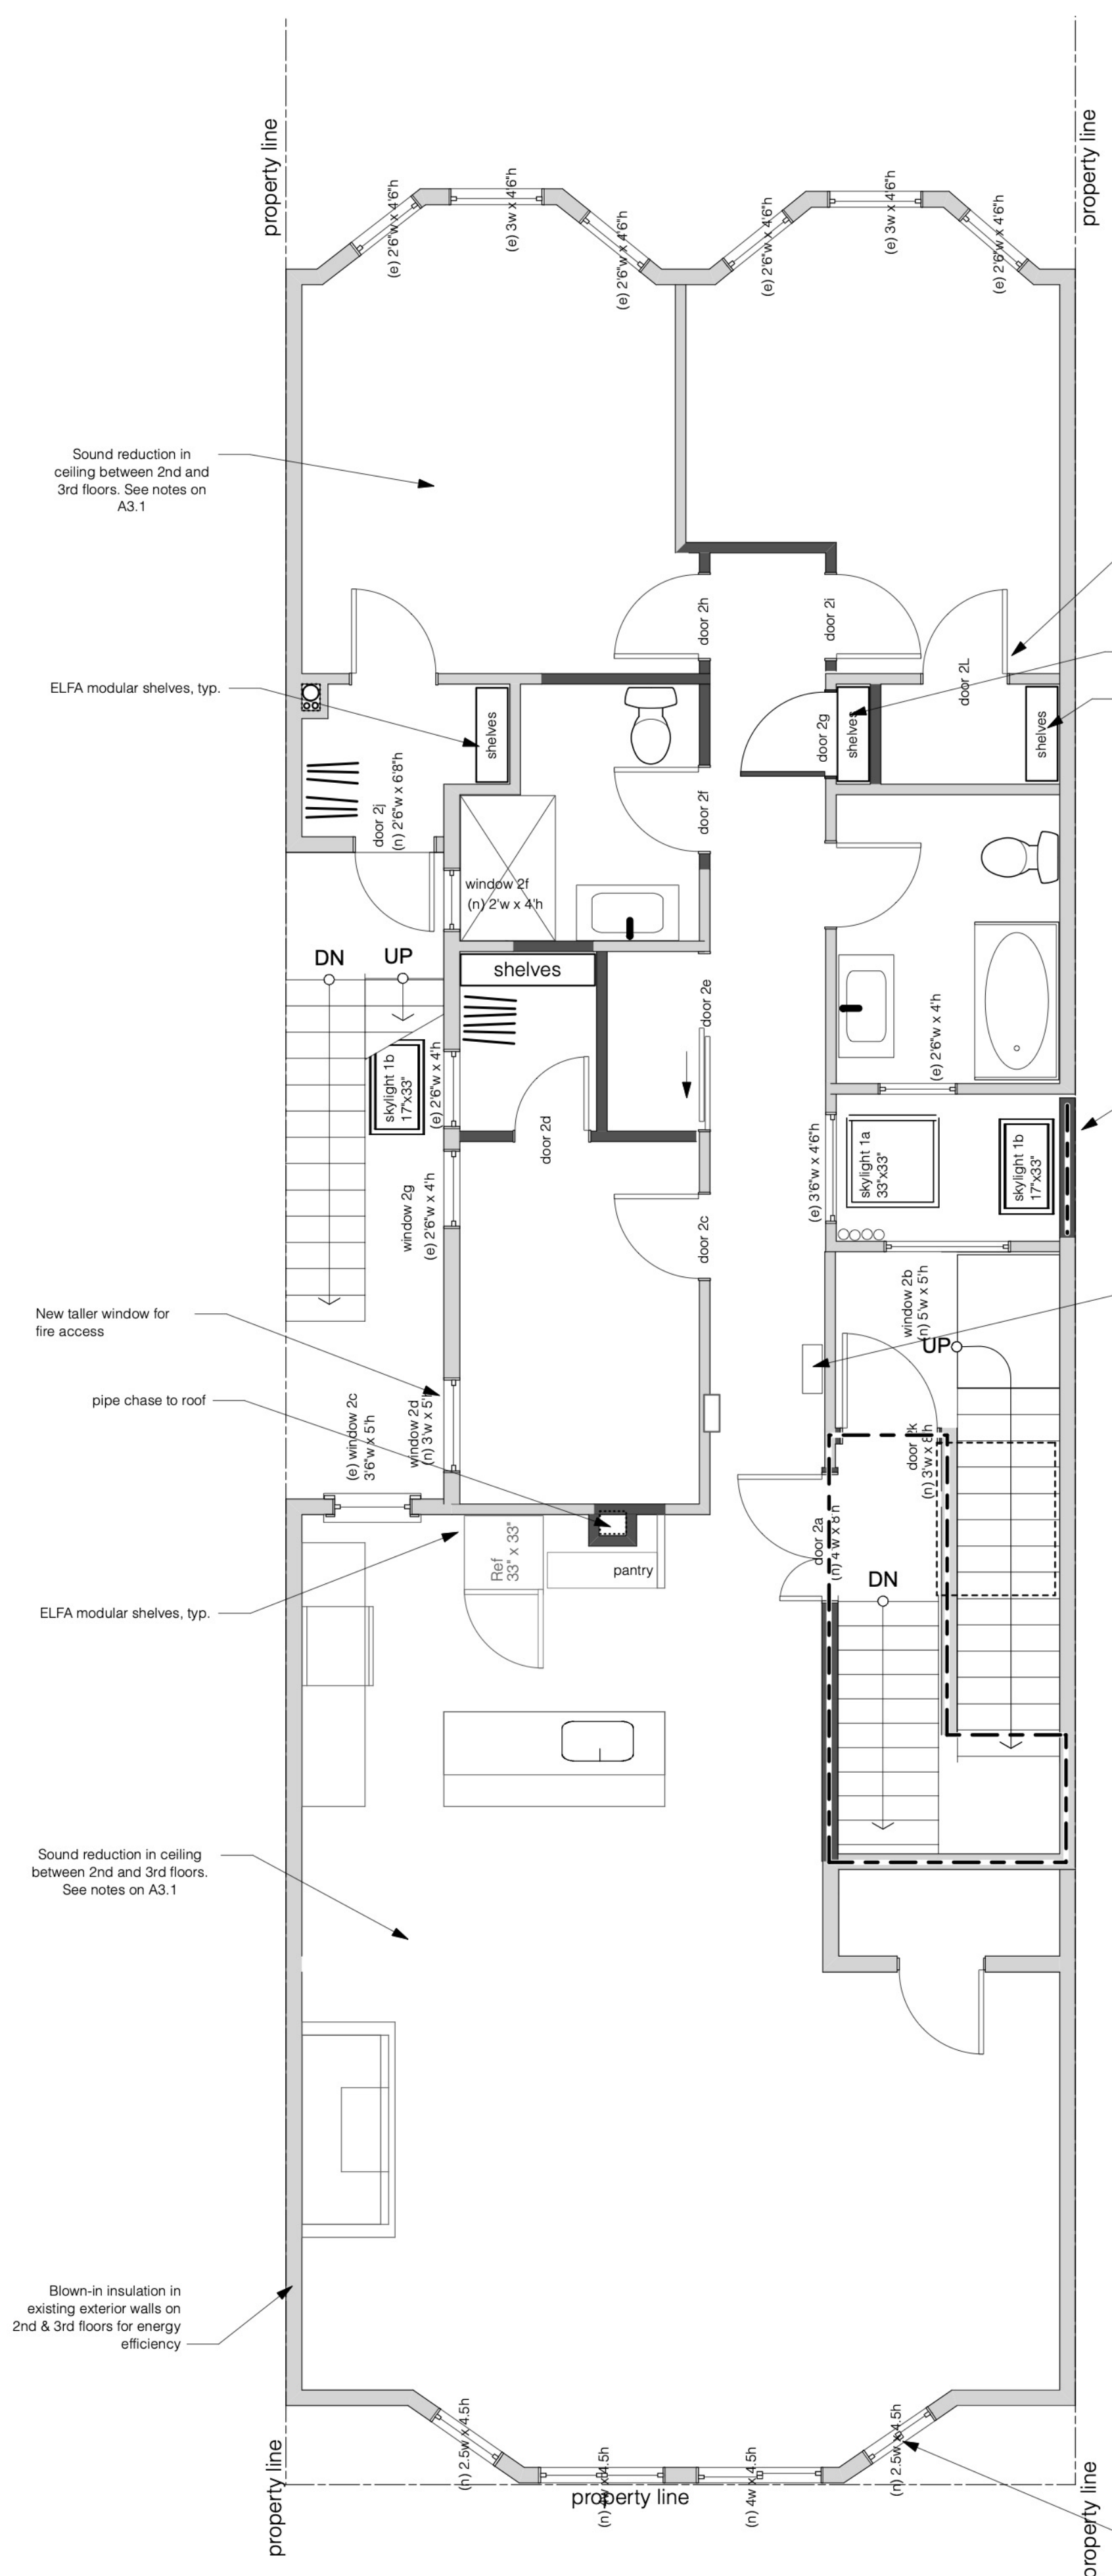 property line
property line
(e) 2'6"w x 4'6"h
(e) 3w x 4'6"h
(e) 2'6"w x 4'6"h
(e) 2'6"w x 4'6"h
(e) 3w x 4'6"h
(e) 2'6"w x 4'6"h
Sound reduction in
ceiling between 2nd and
3rd floors. See notes on
A3.1
door 2h
door 2i
door 2L
ELFA modular shelves, typ.
shelves
door 2g
shelves
shelves
door 2j
(n) 2'6"w x 6'8"h
door 2f
window 2f
(n) 2'w x 4'h
DN
UP
shelves
door 2e
(e) 2'6"w x 4'h
skylight 1b
17"x33"
(e) 2'6"w x 4'h
door 2d
(e) 3'6"w x 4'6"h
skylight 1a
33"x33"
skylight 1b
17"x33"
window 2g
(e) 2'6"w x 4'h
door 2c
window 2b
(n) 5'w x 5'h
New taller window for
fire access
UP
pipe chase to roof
(e) window 2c
3'6"w x 5'h
window 2d
(n) 3'w x 5'h
door 2k
(n) 3'w x 8'h
door 2a
(n) 4'w x 8'h
Ref
33" x 33"
pantry
DN
ELFA modular shelves, typ.
Sound reduction in ceiling
between 2nd and 3rd floors.
See notes on A3.1
Blown-in insulation in
existing exterior walls on
2nd & 3rd floors for energy
efficiency
(n) 2.5w x 4.5h
(n) 4w x 4.5h
(n) 4w x 4.5h
(n) 2.5w x 4.5h
property line
property line
property line